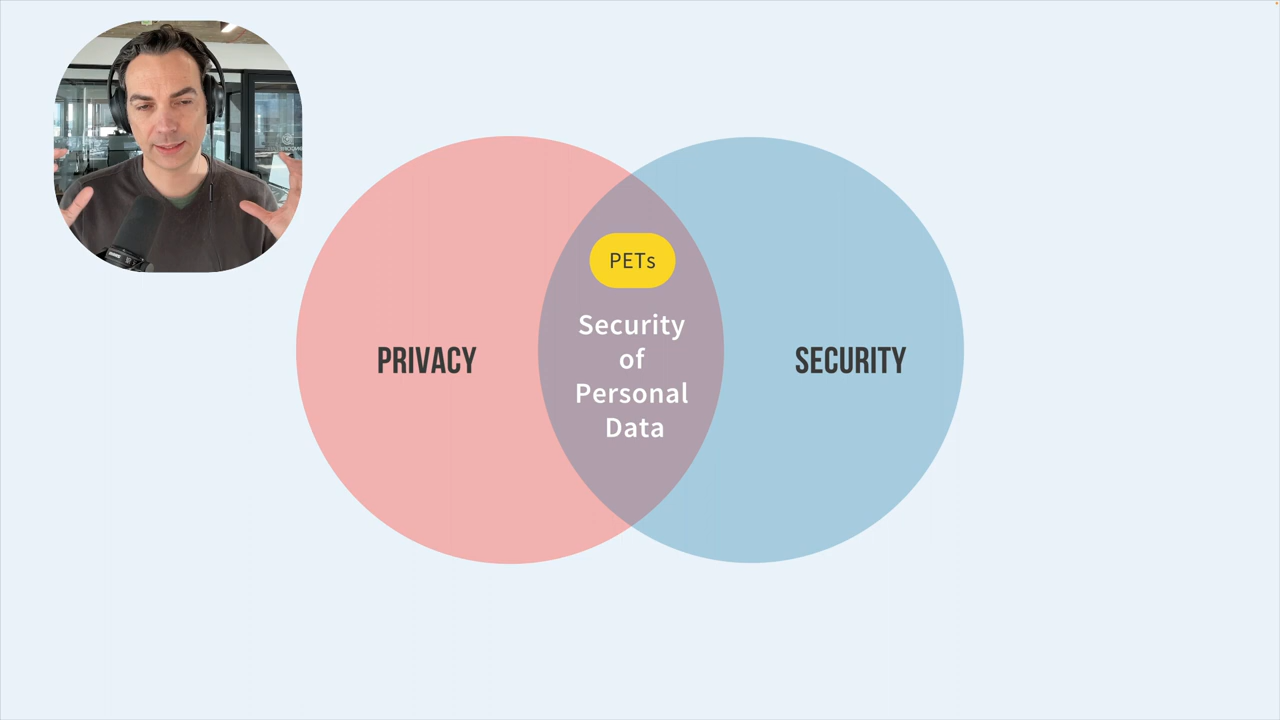 PETs
Security
of
Personal
Data
PRIVACY
SECURITY